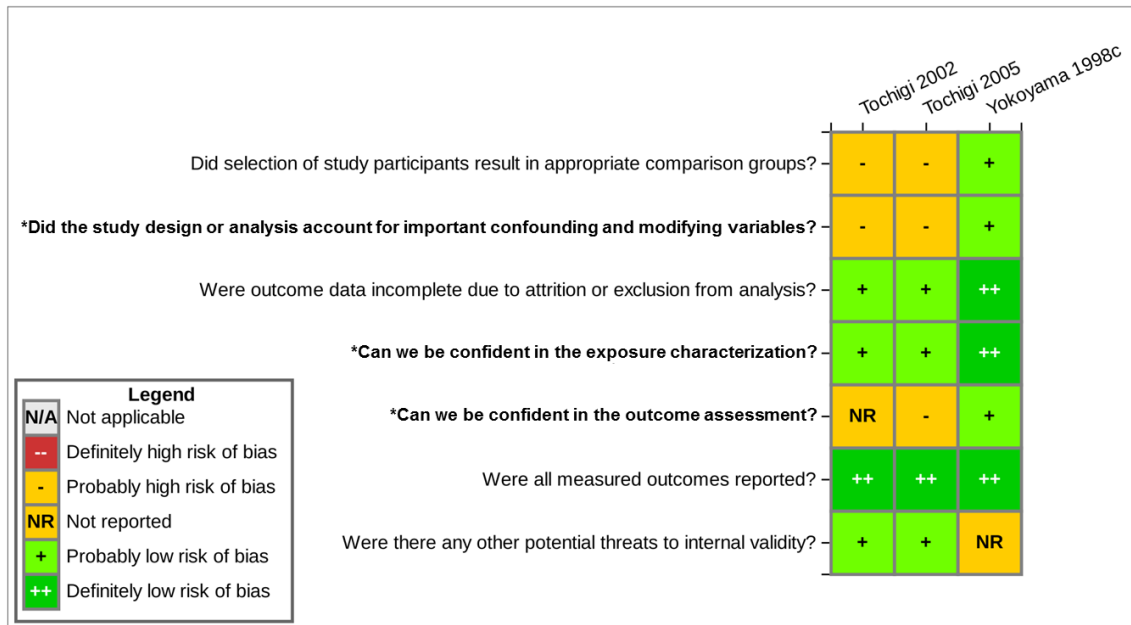 Tochigi 2002
Tochigi 2005
Yokoyama 1998c
Did selection of study participants result in appropriate comparison groups? - - +
*Did the study design or analysis account for important confounding and modifying variables? - - +
Were outcome data incomplete due to attrition or exclusion from analysis? + + ++
*Can we be confident in the exposure characterization? + + ++
*Can we be confident in the outcome assessment? NR - +
Were all measured outcomes reported? ++ ++ ++
Were there any other potential threats to internal validity? + + NR
Legend
N/A Not applicable
-- Definitely high risk of bias
- Probably high risk of bias
NR Not reported
+ Probably low risk of bias
++ Definitely low risk of bias